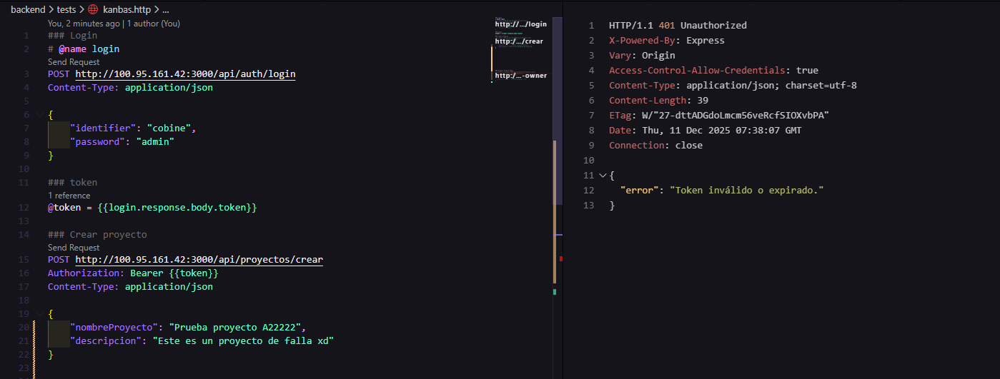 backend > tests > kanbas.http > ...
You, 2 minutes ago | 1 author (You)
1 ### Login
2 # @name login
Send Request
3 POST http://100.95.161.42:3000/api/auth/login
4 Content-Type: application/json
5
6 {
7 "identifier": "cobine",
8 "password": "admin"
9 }
10
11 ### token
1 reference
12 @token = {{login.response.body.token}}
13
14 ### Crear proyecto
Send Request
15 POST http://100.95.161.42:3000/api/proyectos/crear
16 Authorization: Bearer {{token}}
17 Content-Type: application/json
18
19 {
20 "nombreProyecto": "Prueba proyecto A22222",
21 "descripcion": "Este es un proyecto de falla xd"
22 }
23
http://.../login
http://.../crear
http:/...-owner
1 HTTP/1.1 401 Unauthorized
2 X-Powered-By: Express
3 Vary: Origin
4 Access-Control-Allow-Credentials: true
5 Content-Type: application/json; charset=utf-8
6 Content-Length: 39
7 ETag: W/"27-dttADGdoLmcm56veRcfSIOXvbPA"
8 Date: Thu, 11 Dec 2025 07:38:07 GMT
9 Connection: close
10
11 {
12 "error": "Token inválido o expirado."
13 }